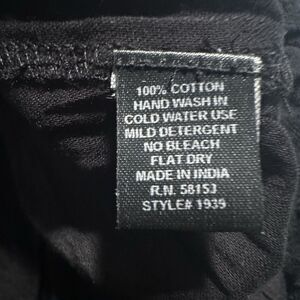 100% COTTON
HAND WASH IN
COLD WATER USE
MILD DETERGENT
NO BLEACH
FLAT DRY
MADE IN INDIA
R.N. 58153
STYLE# 1939